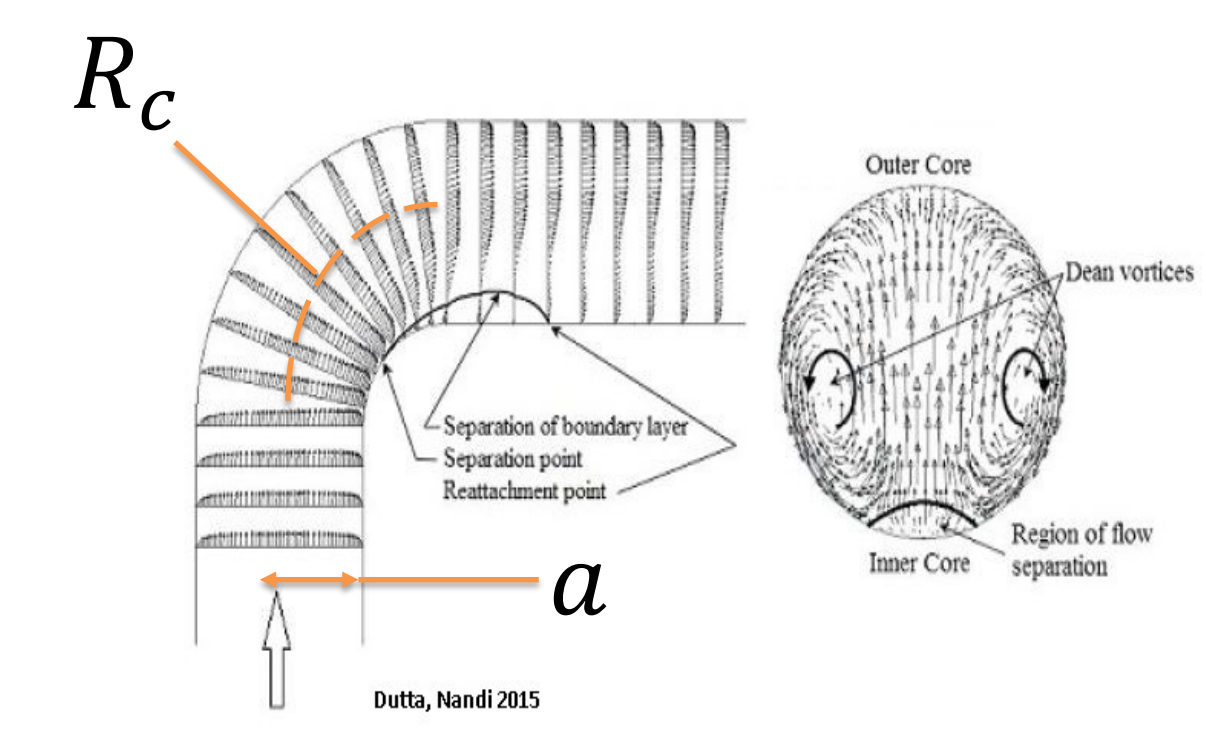 R_c
Separation of boundary layer
Separation point
Reattachment point
a
Dutta, Nandi 2015
Outer Core
Dean vortices
Region of flow
separation
Inner Core